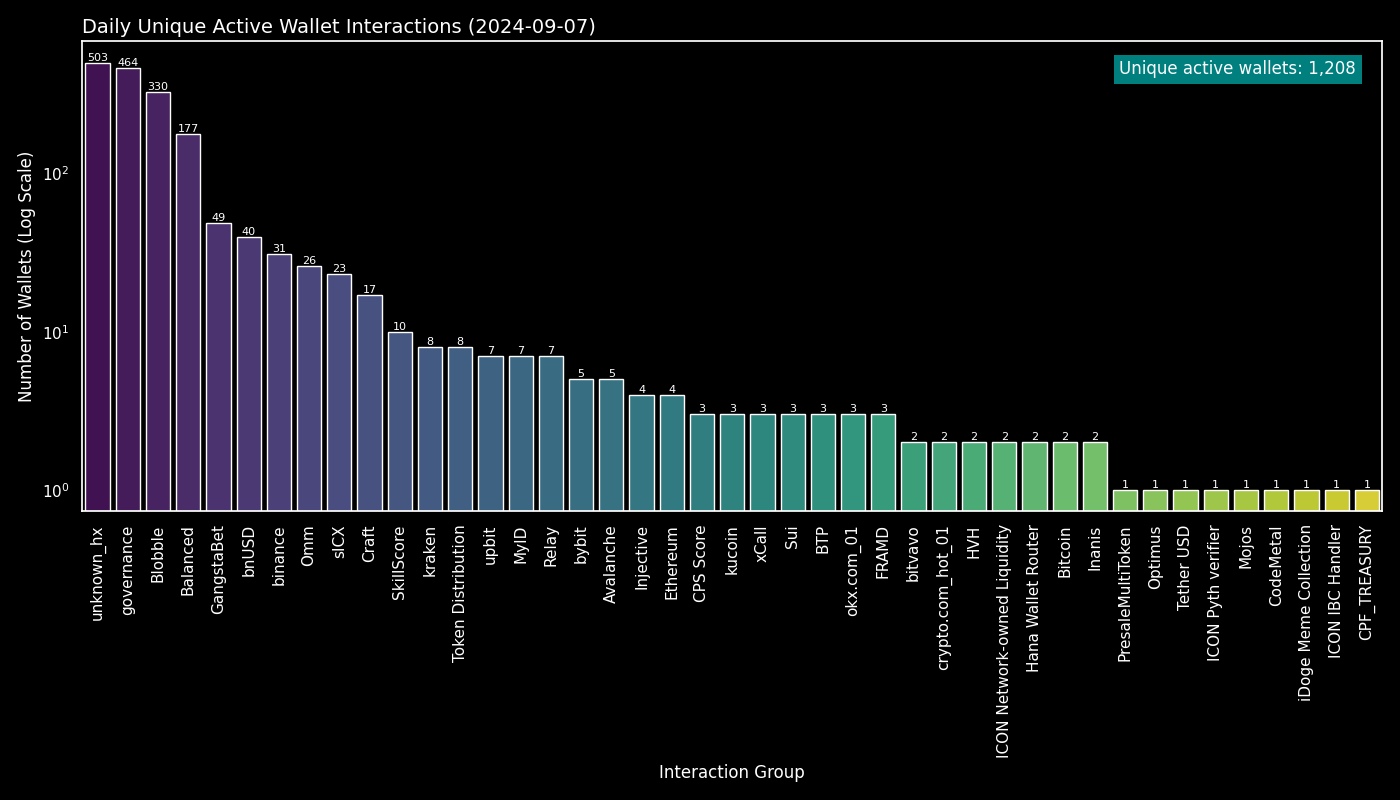 Daily Unique Active Wallet Interactions (2024-09-07)
Unique active wallets: 1,208
Number of Wallets (Log Scale)
10²
10¹
10⁰
503
464
330
177
49
40
31
26
23
17
10
8
8
7
7
7
5
5
4
4
3
3
3
3
3
3
3
2
2
2
2
2
2
2
1
1
1
1
1
1
1
1
1
unknown_hx
governance
Blobble
Balanced
GangstaBet
bnUSD
binance
Omm
sICX
Craft
SkillScore
kraken
Token Distribution
upbit
MyID
Relay
bybit
Avalanche
Injective
Ethereum
CPS Score
kucoin
xCall
Sui
BTP
okx.com_01
FRAMD
bitvavo
crypto.com_hot_01
HVH
ICON Network-owned Liquidity
Hana Wallet Router
Bitcoin
Inanis
PresaleMultiToken
Optimus
Tether USD
ICON Pyth verifier
Mojos
CodeMetal
iDoge Meme Collection
ICON IBC Handler
CPF_TREASURY
Interaction Group